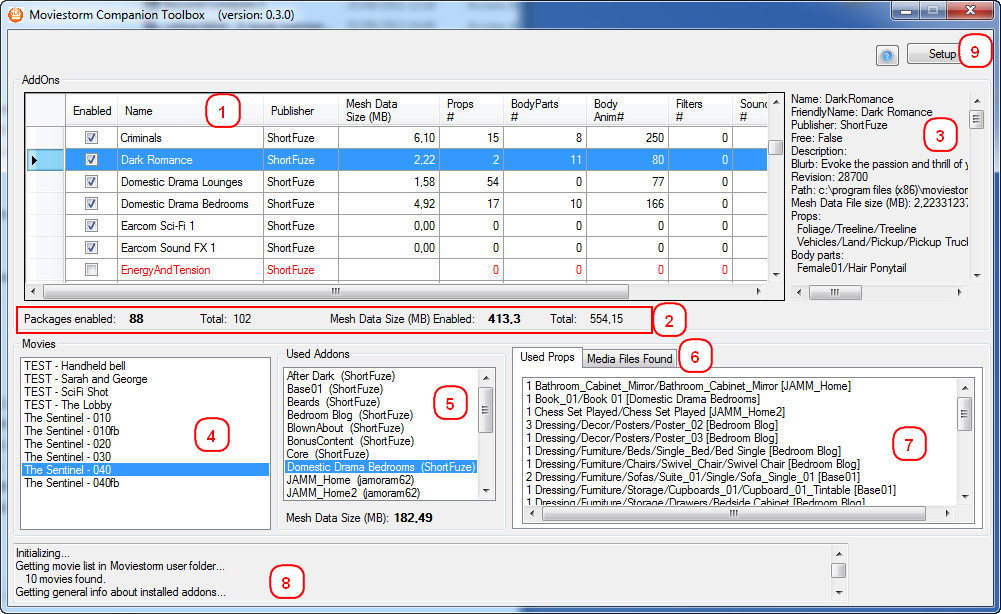 Moviestorm Companion Toolbox (version: 0.3.0)
Setup
9
AddOns
Enabled Name 1 Publisher Mesh Data Size (MB) Props # BodyParts # Body Anim# Filters # Sound #
Criminals ShortFuze 6,10 15 8 250 0
Dark Romance ShortFuze 2,22 2 11 80 0
Domestic Drama Lounges ShortFuze 1,58 54 0 77 0
Domestic Drama Bedrooms ShortFuze 4,92 17 10 166 0
Earcom Sci-Fi 1 ShortFuze 0,00 0 0 0 0
Earcom Sound FX 1 ShortFuze 0,00 0 0 0 0
EnergyAndTension ShortFuze 0 0 0 0
Name: DarkRomance
FriendlyName: Dark Romance
Publisher: ShortFuze
3
Free: False
Description:
Blurb: Evoke the passion and thrill of y
Revision: 28700
Path: c:\program files (x86)\moviestor
Mesh Data File size (MB): 2,22331237
Props:
Foliage/Treeline/Treeline
Vehicles/Land/Pickup/Pickup Truck
Body parts:
Female01/Hair Ponytail
Packages enabled: 88 Total: 102 Mesh Data Size (MB) Enabled: 413,3 Total: 554,15
2
Movies
TEST - Handheld bell
TEST - Sarah and George
TEST - SciFi Shot
TEST - The Lobby
The Sentinel - 010
The Sentinel - 010fb
The Sentinel - 020
The Sentinel - 030
The Sentinel - 040
The Sentinel - 040fb
4
Used Addons
After Dark (ShortFuze)
Base01 (ShortFuze)
Beards (ShortFuze)
Bedroom Blog (ShortFuze)
BlownAbout (ShortFuze)
BonusContent (ShortFuze)
Core (ShortFuze)
Domestic Drama Bedrooms (ShortFuze)
JAMM_Home (jamoram62)
JAMM_Home2 (jamoram62)
5
Mesh Data Size (MB): 182,49
Used Props Media Files Found
6
1 Bathroom_Cabinet_Mirror/Bathroom_Cabinet_Mirror [JAMM_Home]
1 Book_01/Book 01 [Domestic Drama Bedrooms]
1 Chess Set Played/Chess Set Played [JAMM_Home2]
3 Dressing/Decor/Posters/Poster_02 [Bedroom Blog]
1 Dressing/Decor/Posters/Poster_03 [Bedroom Blog]
1 Dressing/Furniture/Beds/Single_Bed/Bed Single [Bedroom Blog]
1 Dressing/Furniture/Chairs/Swivel_Chair/Swivel Chair [Bedroom Blog]
2 Dressing/Furniture/Sofas/Suite_01/Single/Sofa_Single_01 [Base01]
1 Dressing/Furniture/Storage/Cupboards_01/Cupboard_01_Tintable [Base01]
1 Dressing/Furniture/Storage/Drawers/Bedside Cabinet [Bedroom Blog]
7
Initializing...
Getting movie list in Moviestorm user folder...
10 movies found.
Getting general info about installed addons...
8